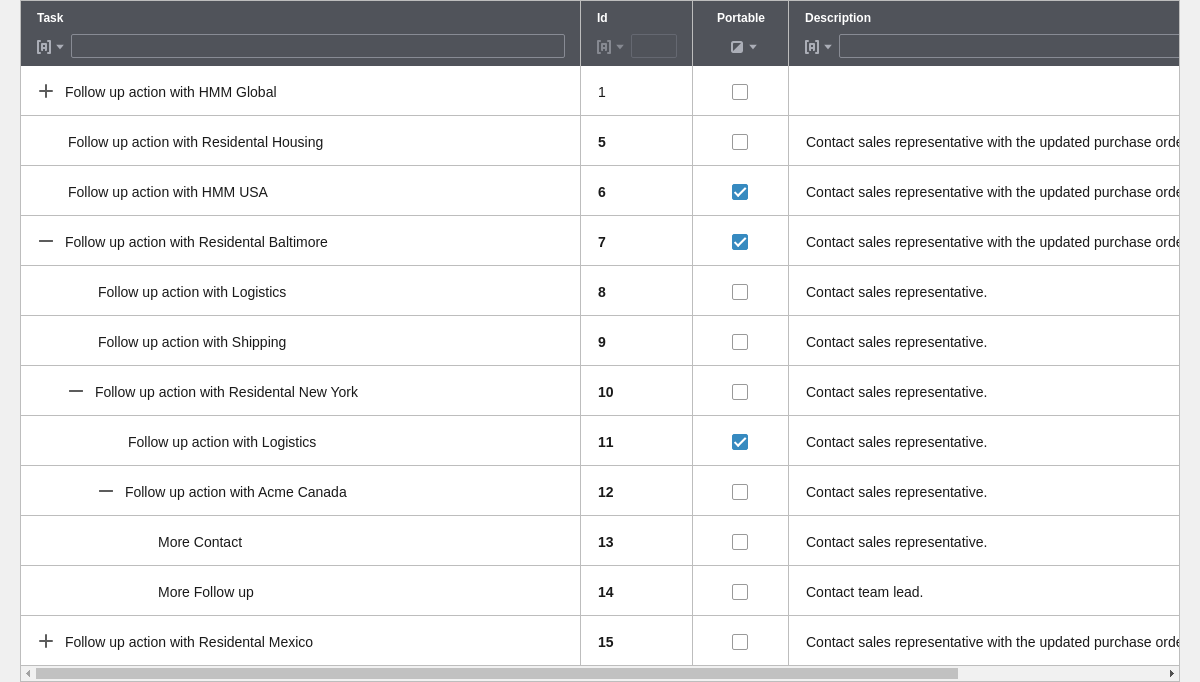 Task Id Portable Description
Follow up action with HMM Global 1
Follow up action with Residental Housing 5 Contact sales representative with the updated purchase orde
Follow up action with HMM USA 6 Contact sales representative with the updated purchase orde
Follow up action with Residental Baltimore 7 Contact sales representative with the updated purchase orde
Follow up action with Logistics 8 Contact sales representative.
Follow up action with Shipping 9 Contact sales representative.
Follow up action with Residental New York 10 Contact sales representative.
Follow up action with Logistics 11 Contact sales representative.
Follow up action with Acme Canada 12 Contact sales representative.
More Contact 13 Contact sales representative.
More Follow up 14 Contact team lead.
Follow up action with Residental Mexico 15 Contact sales representative with the updated purchase orde